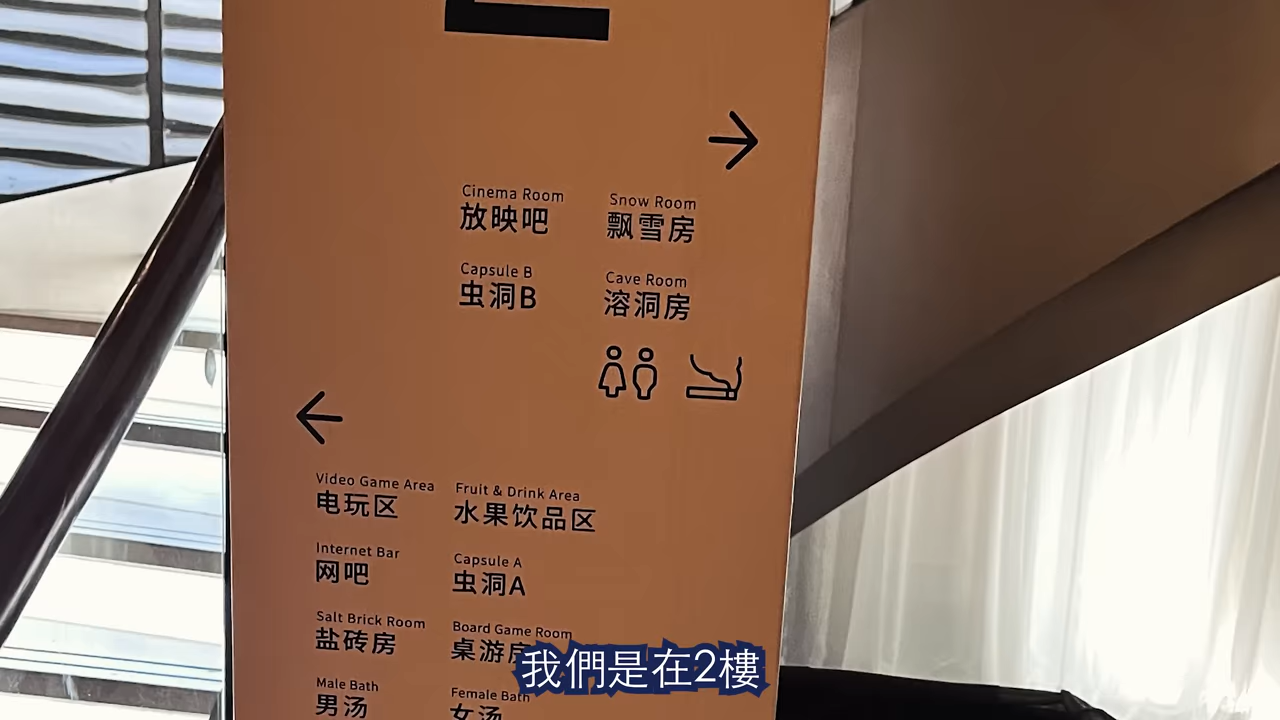 Cinema Room
放映吧
Snow Room
飘雪房
Capsule B
虫洞B
Cave Room
溶洞房
Video Game Area
电玩区
Fruit & Drink Area
水果饮品区
Internet Bar
网吧
Capsule A
虫洞A
Salt Brick Room
盐砖房
Board Game Room
桌游房
Male Bath
男汤
Female Bath
女汤
我們是在2樓